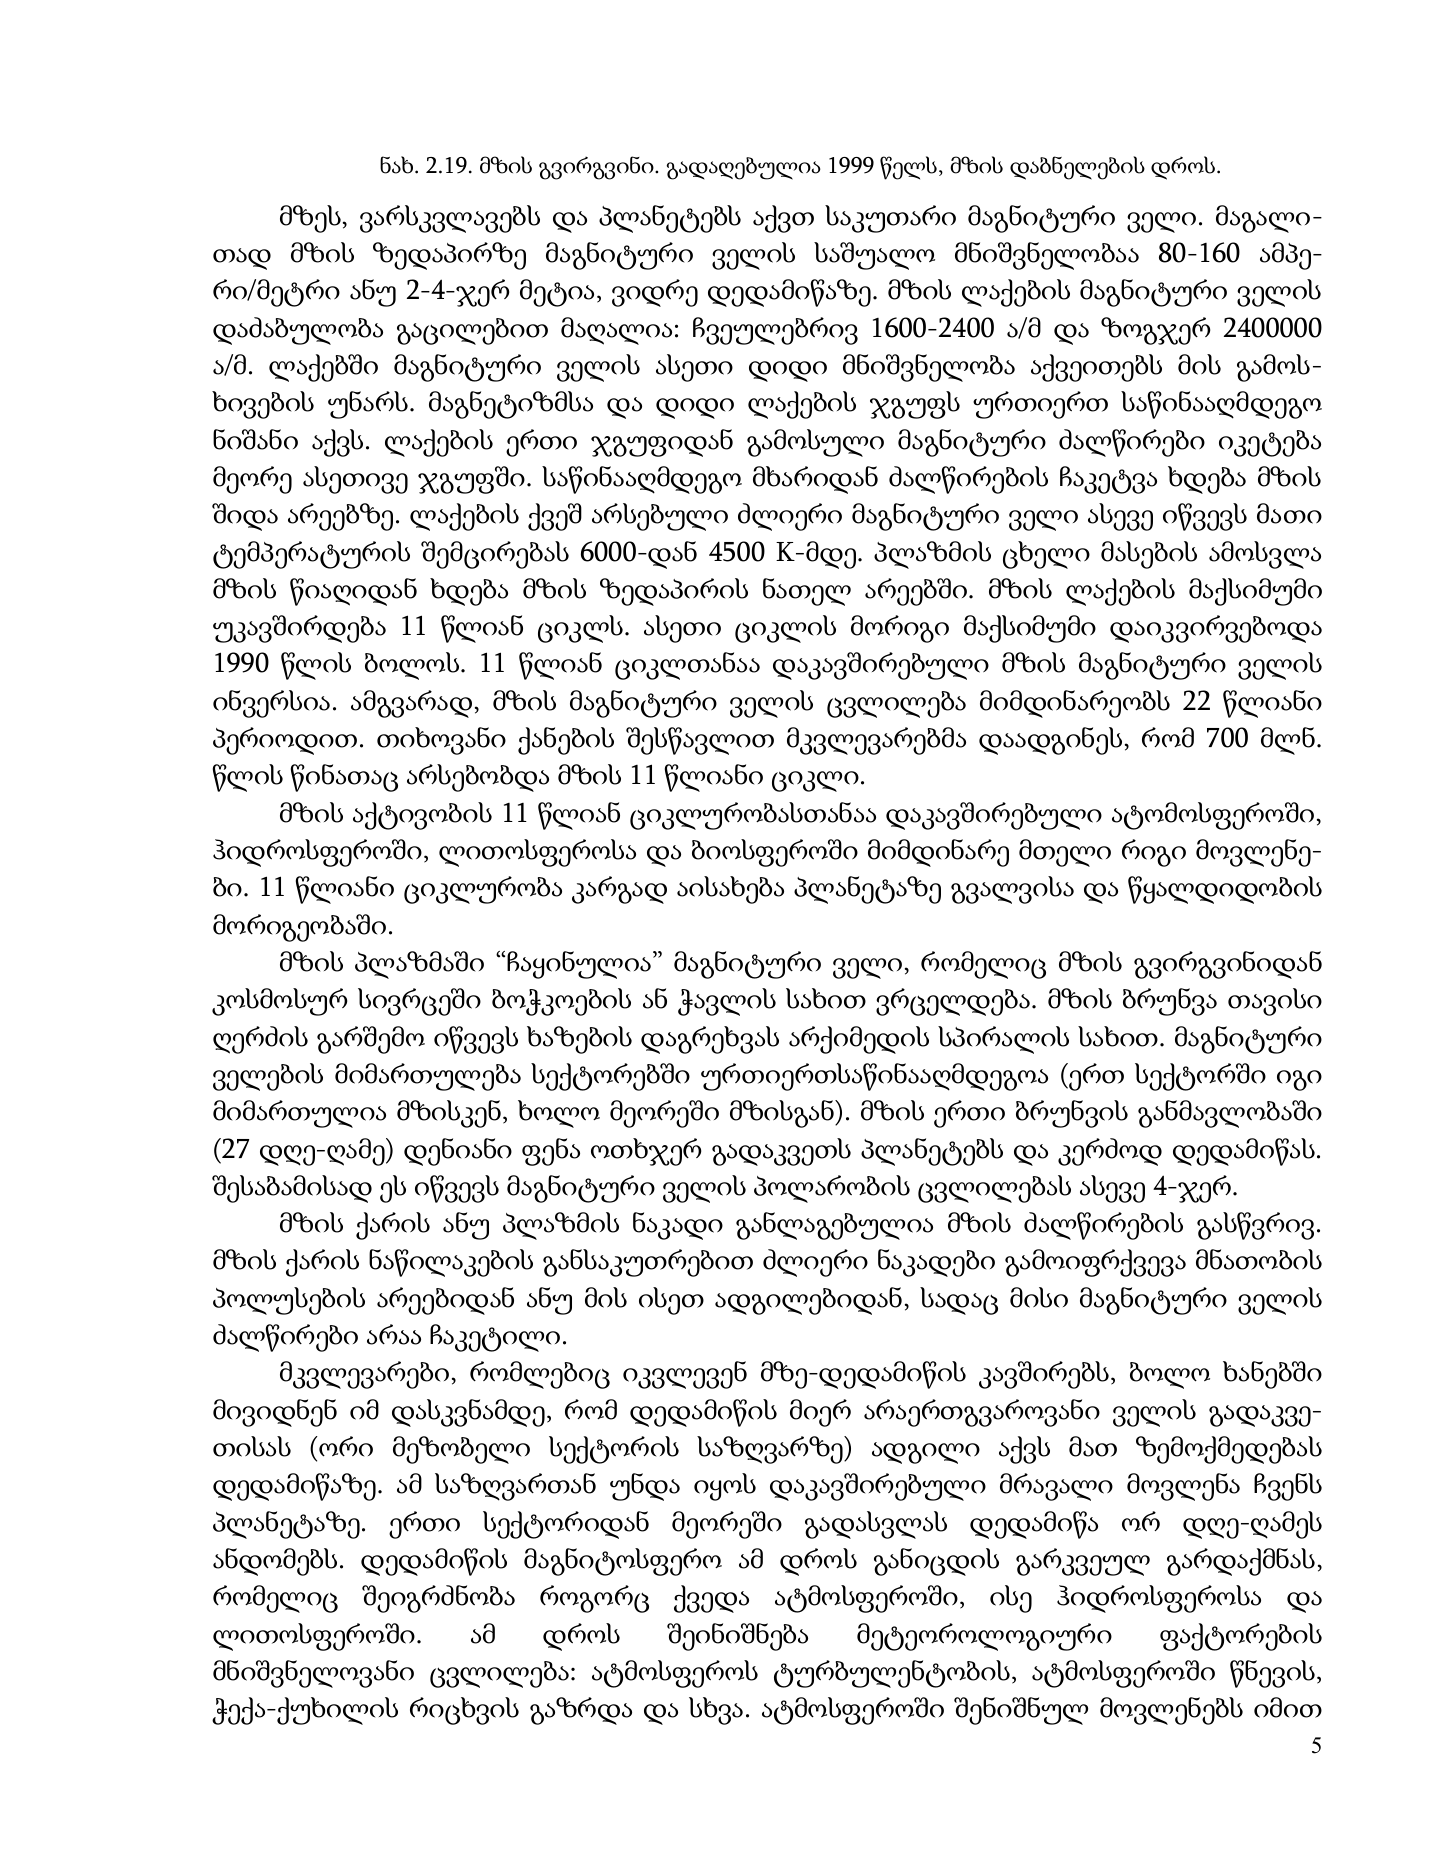 ნახ. 2.19. მზის გვირგვინი. გადაღებულია 1999 წელს, მზის დაბნელების დროს.
მზეს, ვარსკვლავებს და პლანეტებს აქვთ საკუთარი მაგნიტური ველი. მაგალი-
თად მზის ზედაპირზე მაგნიტური ველის საშუალო მნიშვნელობაა 80-160 ამპე-
რი/მეტრი ანუ 2-4-ჯერ მეტია, ვიდრე დედამიწაზე. მზის ლაქების მაგნიტური ველის
დაძაბულობა გაცილებით მაღალია: ჩვეულებრივ 1600-2400 ა/მ და ზოგჯერ 2400000
ა/მ. ლაქებში მაგნიტური ველის ასეთი დიდი მნიშვნელობა აქვეითებს მის გამოს-
ხივების უნარს. მაგნეტიზმსა და დიდი ლაქების ჯგუფს ურთიერთ საწინააღმდეგო
ნიშანი აქვს. ლაქების ერთი ჯგუფიდან გამოსული მაგნიტური ძალწირები იკეტება
მეორე ასეთივე ჯგუფში. საწინააღმდეგო მხარიდან ძალწირების ჩაკეტვა ხდება მზის
შიდა არეებზე. ლაქების ქვეშ არსებული ძლიერი მაგნიტური ველი ასევე იწვევს მათი
ტემპერატურის შემცირებას 6000-დან 4500 K-მდე. პლაზმის ცხელი მასების ამოსვლა
მზის წიაღიდან ხდება მზის ზედაპირის ნათელ არეებში. მზის ლაქების მაქსიმუმი
უკავშირდება 11 წლიან ციკლს. ასეთი ციკლის მორიგი მაქსიმუმი დაიკვირვებოდა
1990 წლის ბოლოს. 11 წლიან ციკლთანაა დაკავშირებული მზის მაგნიტური ველის
ინვერსია. ამგვარად, მზის მაგნიტური ველის ცვლილება მიმდინარეობს 22 წლიანი
პერიოდით. თიხოვანი ქანების შესწავლით მკვლევარებმა დაადგინეს, რომ 700 მლნ.
წლის წინათაც არსებობდა მზის 11 წლიანი ციკლი.
მზის აქტივობის 11 წლიან ციკლურობასთანაა დაკავშირებული ატომოსფეროში,
ჰიდროსფეროში, ლითოსფეროსა და ბიოსფეროში მიმდინარე მთელი რიგი მოვლენე-
ბი. 11 წლიანი ციკლურობა კარგად აისახება პლანეტაზე გვალვისა და წყალდიდობის
მორიგეობაში.
მზის პლაზმაში “ჩაყინულია” მაგნიტური ველი, რომელიც მზის გვირგვინიდან
კოსმოსურ სივრცეში ბოჭკოების ან ჭავლის სახით ვრცელდება. მზის ბრუნვა თავისი
ღერძის გარშემო იწვევს ხაზების დაგრეხვას არქიმედის სპირალის სახით. მაგნიტური
ველების მიმართულება სექტორებში ურთიერთსაწინააღმდეგოა (ერთ სექტორში იგი
მიმართულია მზისკენ, ხოლო მეორეში მზისგან). მზის ერთი ბრუნვის განმავლობაში
(27 დღე-ღამე) დენიანი ფენა ოთხჯერ გადაკვეთს პლანეტებს და კერძოდ დედამიწას.
შესაბამისად ეს იწვევს მაგნიტური ველის პოლარობის ცვლილებას ასევე 4-ჯერ.
მზის ქარის ანუ პლაზმის ნაკადი განლაგებულია მზის ძალწირების გასწვრივ.
მზის ქარის ნაწილაკების განსაკუთრებით ძლიერი ნაკადები გამოიფრქვევა მნათობის
პოლუსების არეებიდან ანუ მის ისეთ ადგილებიდან, სადაც მისი მაგნიტური ველის
ძალწირები არაა ჩაკეტილი.
მკვლევარები, რომლებიც იკვლევენ მზე-დედამიწის კავშირებს, ბოლო ხანებში
მივიდნენ იმ დასკვნამდე, რომ დედამიწის მიერ არაერთგვაროვანი ველის გადაკვე-
თისას (ორი მეზობელი სექტორის საზღვარზე) ადგილი აქვს მათ ზემოქმედებას
დედამიწაზე. ამ საზღვართან უნდა იყოს დაკავშირებული მრავალი მოვლენა ჩვენს
პლანეტაზე. ერთი სექტორიდან მეორეში გადასვლას დედამიწა ორ დღე-ღამეს
ანდომებს. დედამიწის მაგნიტოსფერო ამ დროს განიცდის გარკვეულ გარდაქმნას,
რომელიც შეიგრძნობა როგორც ქვედა ატმოსფეროში, ისე ჰიდროსფეროსა და
ლითოსფეროში. ამ დროს შეინიშნება მეტეოროლოგიური ფაქტორების
მნიშვნელოვანი ცვლილება: ატმოსფეროს ტურბულენტობის, ატმოსფეროში წნევის,
ჭექა-ქუხილის რიცხვის გაზრდა და სხვა. ატმოსფეროში შენიშნულ მოვლენებს იმით
5